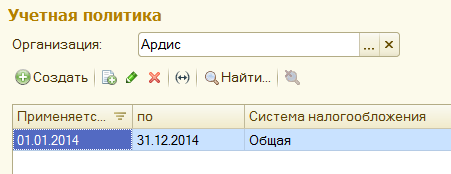 Учетная политика
Организация: Ардис ...
Создать Найти...
Применяетс... по Система налогообложения
01.01.2014 31.12.2014 Общая